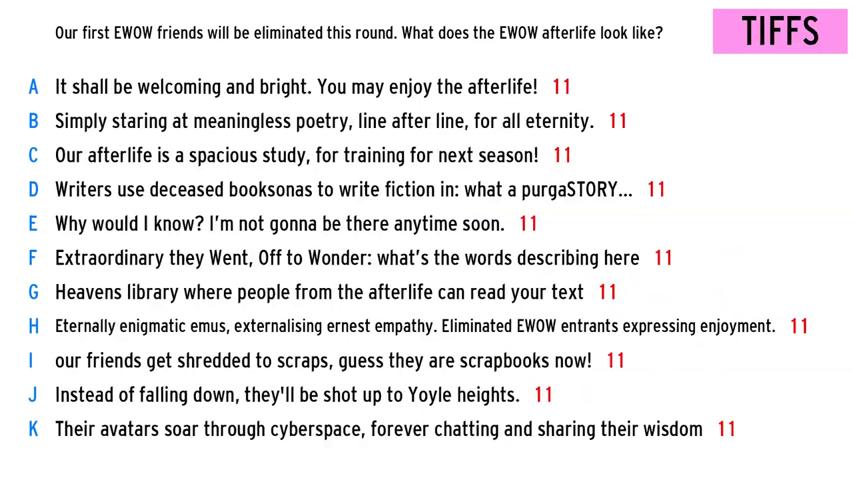 Our first EWOW friends will be eliminated this round. What does the EWOW afterlife look like?
TIFFS
A It shall be welcoming and bright. You may enjoy the afterlife! 11
B Simply staring at meaningless poetry, line after line, for all eternity. 11
C Our afterlife is a spacious study, for training for next season! 11
D Writers use deceased booksonas to write fiction in: what a purgaSTORY... 11
E Why would I know? I'm not gonna be there anytime soon. 11
F Extraordinary they Went, Off to Wonder: what's the words describing here 11
G Heavens library where people from the afterlife can read your text 11
H Eternally enigmatic emus, externalising ernest empathy. Eliminated EWOW entrants expressing enjoyment. 11
I our friends get shredded to scraps, guess they are scrapbooks now! 11
J Instead of falling down, they'll be shot up to Yoyle heights. 11
K Their avatars soar through cyberspace, forever chatting and sharing their wisdom 11